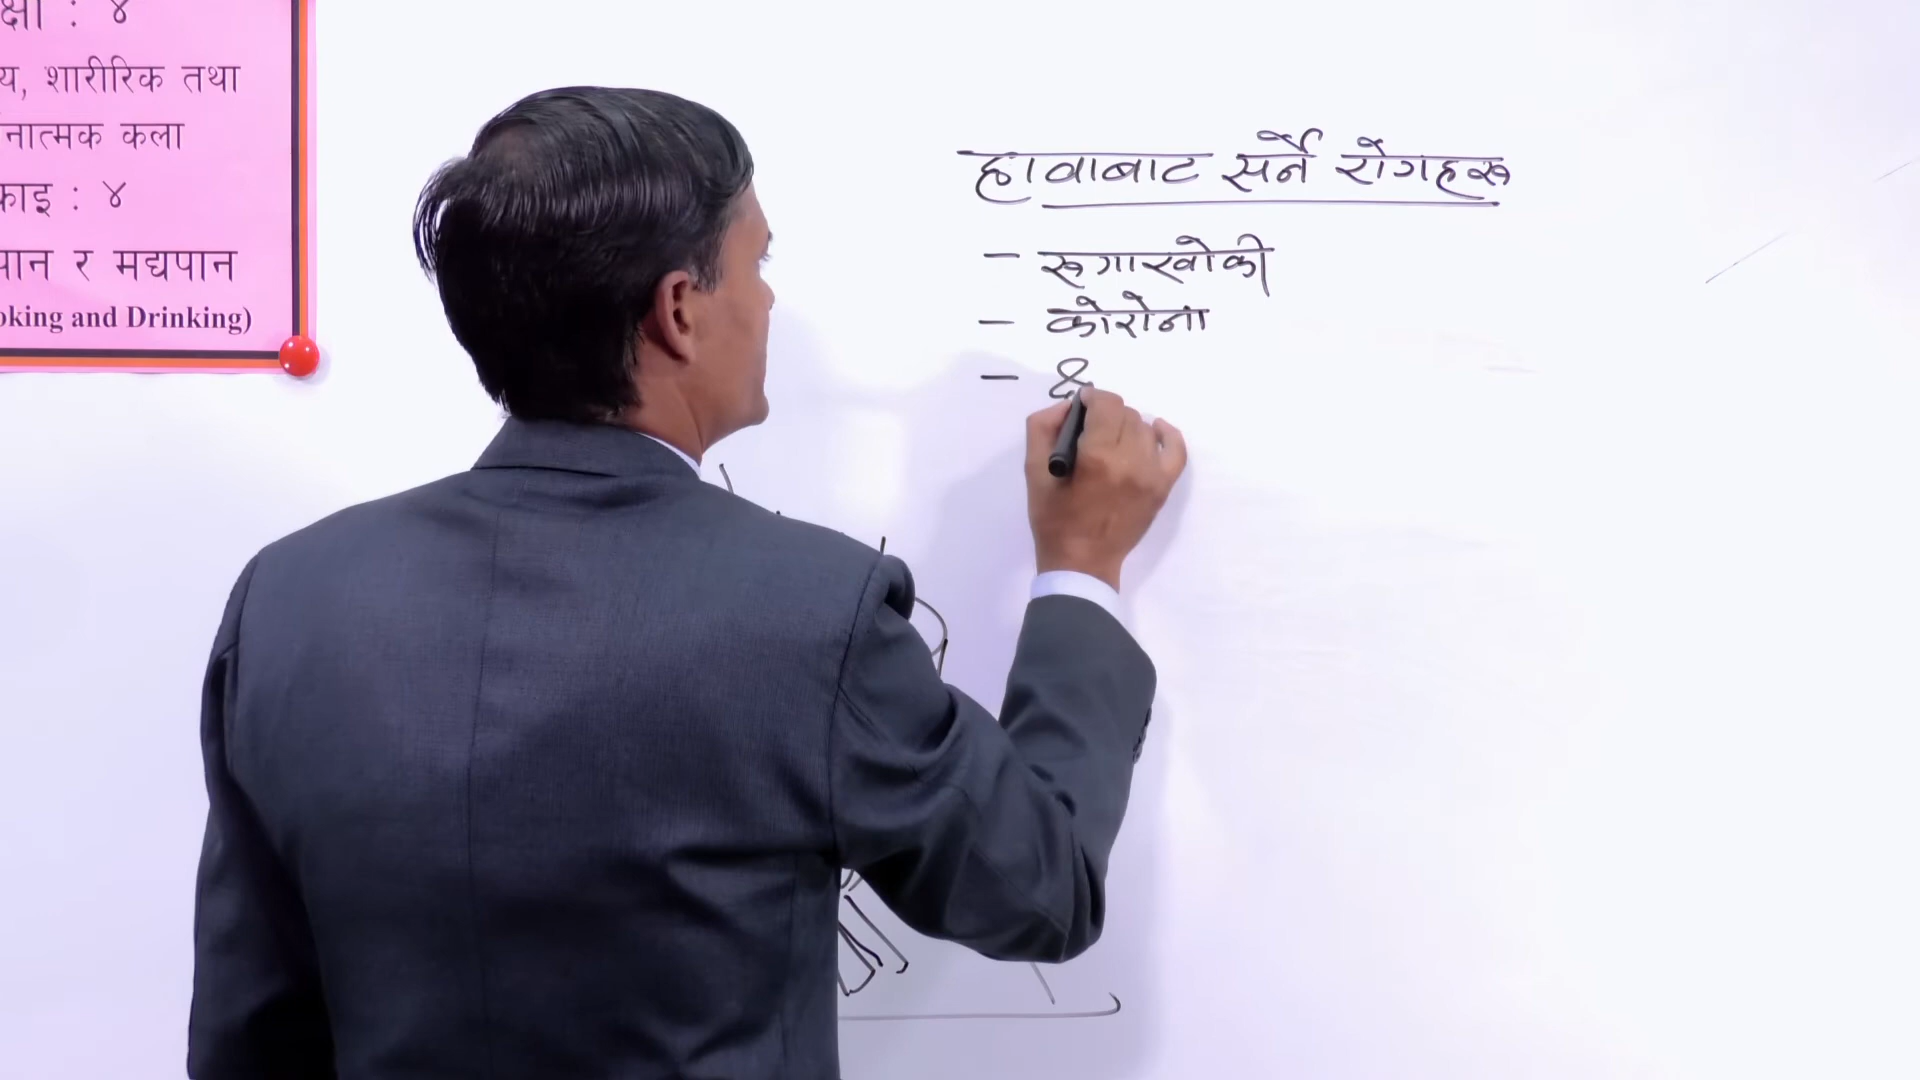 क्षा : ४
य, शारीरिक तथा
नात्मक कला
काइ : ४
पान र मद्यपान
oking and Drinking)
हावाबाट सर्ने रोगहरू
- रूगाखोकी
- कोरोना
-